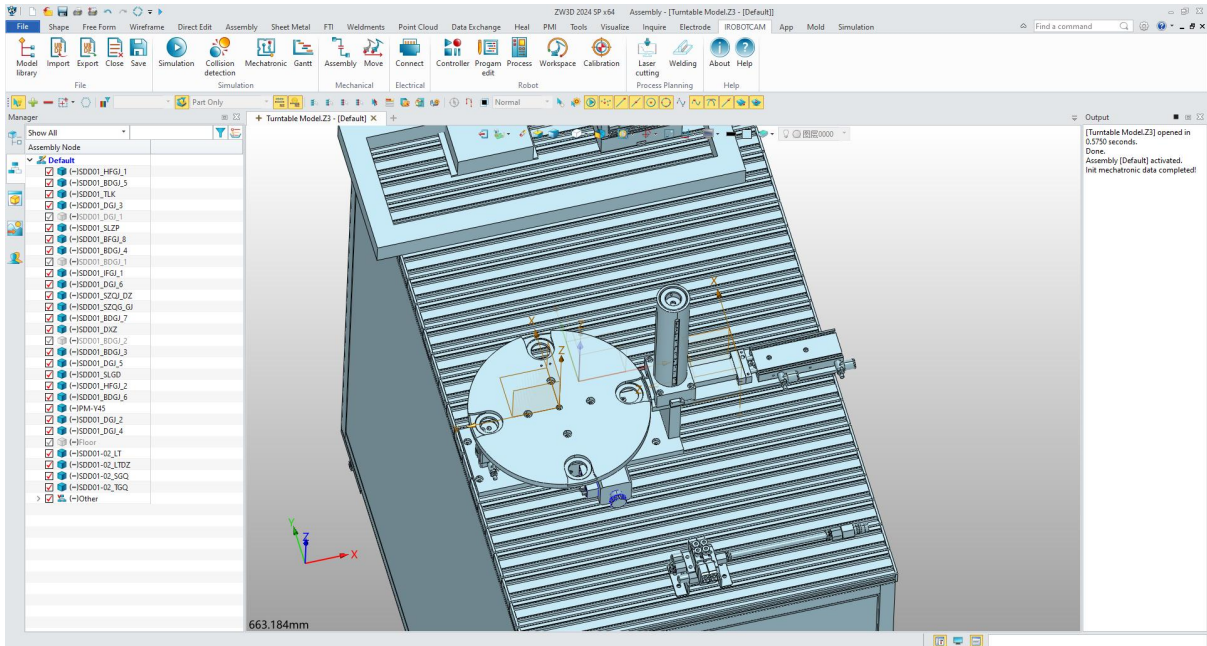 ZW3D 2024 SP x64 Assembly - [Turntable Model.Z3 - [Default]]
File Shape Free Form Wireframe Direct Edit Assembly Sheet Metal FTI Weldments Point Cloud Data Exchange Heal PMI Tools Visualize Inquire Electrode IROBOTCAM App Mold Simulation Find a command
Model library Import Export Close Save Simulation Collision detection Mechatronic Gantt Assembly Move Connect Controller Progam edit Process Workspace Calibration Laser cutting Welding About Help
File Simulation Mechanical Electrical Robot Process Planning Help
Part Only Normal
Manager
Turntable Model.Z3 - [Default]
Output
Show All
图层0000
Assembly Node
Default
(-)SDD01_HFGJ_1
(-)SDD01_BDGJ_5
(-)SDD01_TLK
(-)SDD01_DGJ_3
(-)SDD01_DGJ_1
(-)SDD01_SLZP
(-)SDD01_BFGJ_8
(-)SDD01_BDGJ_4
(-)SDD01_BDGJ_1
(-)SDD01_IFGJ_1
(-)SDD01_DGJ_6
(-)SDD01_SZQJ_DZ
(-)SDD01_SZQG_GJ
(-)SDD01_BDGJ_7
(-)SDD01_DXZ
(-)SDD01_BDGJ_2
(-)SDD01_BDGJ_3
(-)SDD01_DGJ_5
(-)SDD01_SLGD
(-)SDD01_HFGJ_2
(-)SDD01_BDGJ_6
(-)PM-Y45
(-)SDD01_DGJ_2
(-)SDD01_DGJ_4
(-)Floor
(-)SDD01-02_LT
(-)SDD01-02_LTDZ
(-)SDD01-02_SGQ
(-)SDD01-02_TGQ
(-)Other
[Turntable Model.Z3] opened in
0.5750 seconds.
Done.
Assembly [Default] activated.
Init mechatronic data completed!
X
Y
Z
Y
Z
X
663.184mm